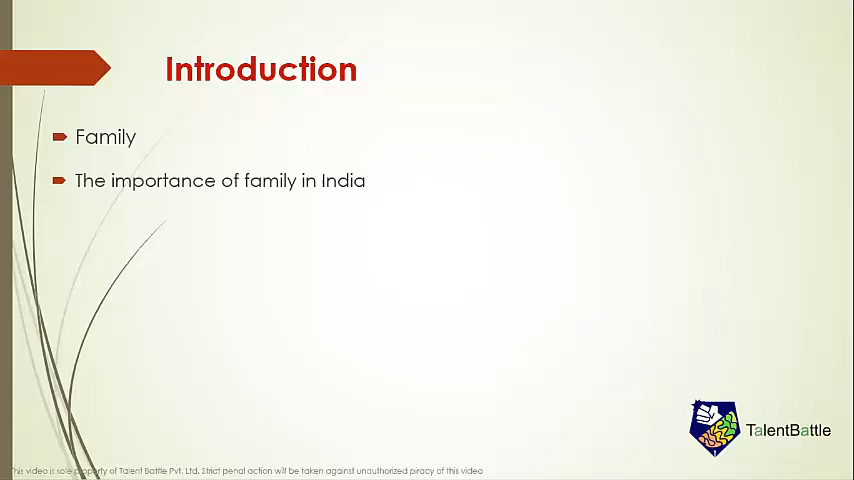 Introduction
Family
The importance of family in India
TalentBattle
This video is sole property of Talent Battle Pvt. Ltd. Strict penal action will be taken against unauthorized piracy of this video